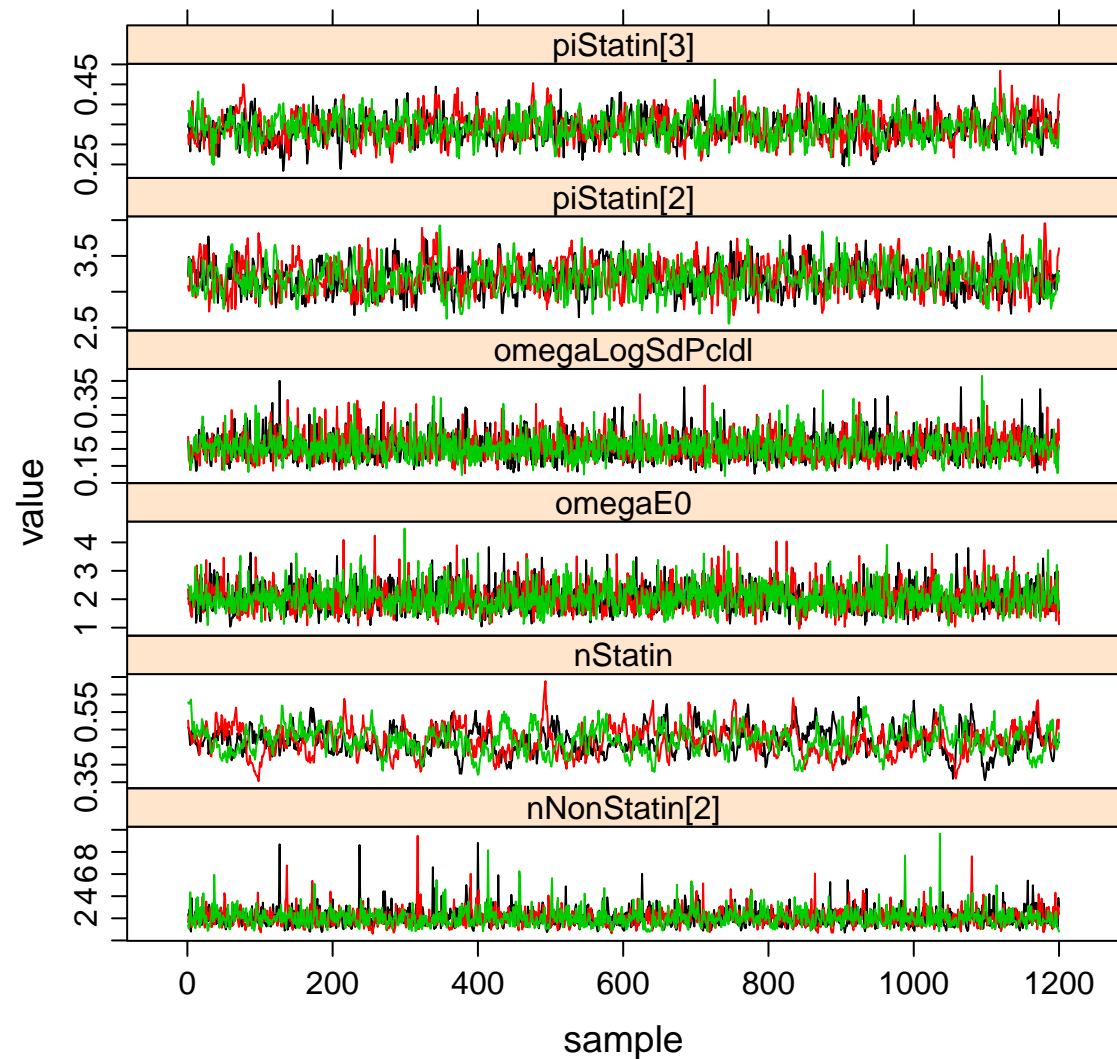 piStatin[3]
0.45
0.25
piStatin[2]
3.5
2.5
omegaLogSdPcldl
0.35
0.15
omegaE0
4
3
2
1
nStatin
0.55
0.35
nNonStatin[2]
8
6
4
2
0 200 400 600 800 1000 1200
value
sample